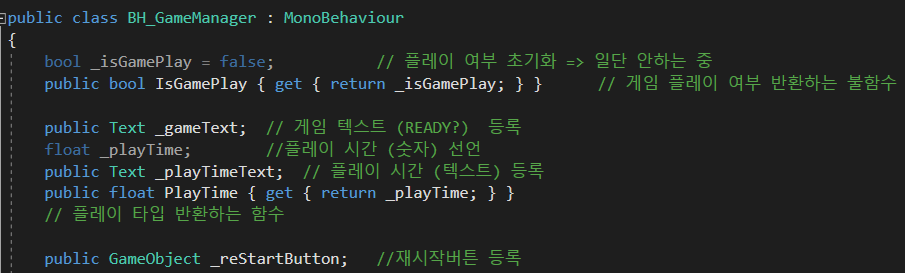 public class BH_GameManager : MonoBehaviour
{
bool _isGamePlay = false; // 플레이 여부 초기화 => 일단 안하는 중
public bool IsGamePlay { get { return _isGamePlay; } } // 게임 플레이 여부 반환하는 불함수
public Text _gameText; // 게임 텍스트 (READY?) 등록
float _playTime; //플레이 시간 (숫자) 선언
public Text _playTimeText; // 플레이 시간 (텍스트) 등록
public float PlayTime { get { return _playTime; } }
// 플레이 타입 반환하는 함수
public GameObject _reStartButton; //재시작버튼 등록